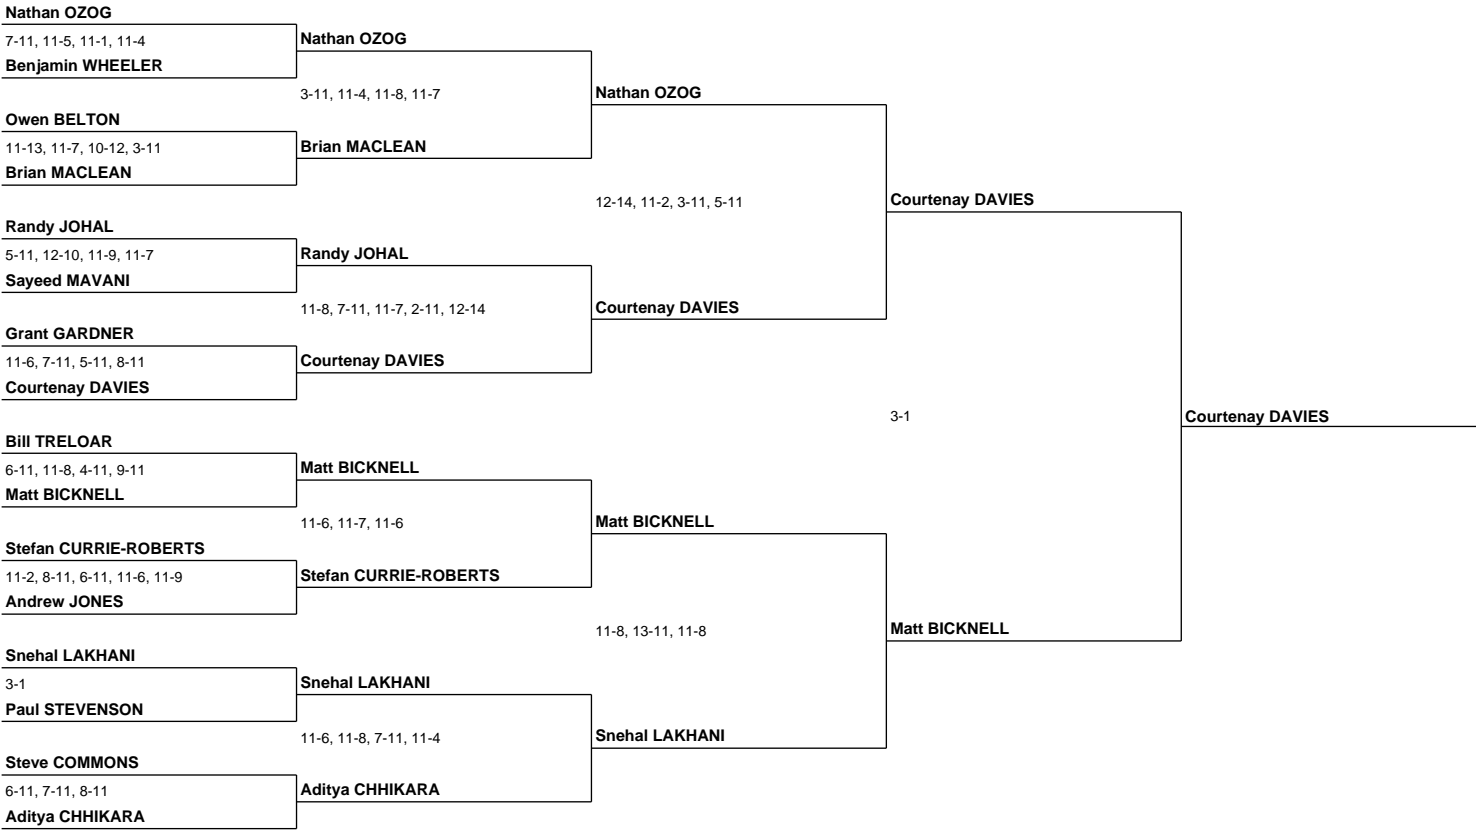 Nathan OZOG
7-11, 11-5, 11-1, 11-4
Benjamin WHEELER
Owen BELTON
11-13, 11-7, 10-12, 3-11
Brian MACLEAN
Randy JOHAL
5-11, 12-10, 11-9, 11-7
Sayeed MAVANI
Grant GARDNER
11-6, 7-11, 5-11, 8-11
Courtenay DAVIES
Bill TRELOAR
6-11, 11-8, 4-11, 9-11
Matt BICKNELL
Stefan CURRIE-ROBERTS
11-2, 8-11, 6-11, 11-6, 11-9
Andrew JONES
Snehal LAKHANI
3-1
Paul STEVENSON
Steve COMMONS
6-11, 7-11, 8-11
Aditya CHHIKARA
Nathan OZOG
3-11, 11-4, 11-8, 11-7
Brian MACLEAN
Randy JOHAL
11-8, 7-11, 11-7, 2-11, 12-14
Courtenay DAVIES
Matt BICKNELL
11-6, 11-7, 11-6
Stefan CURRIE-ROBERTS
Snehal LAKHANI
11-6, 11-8, 7-11, 11-4
Aditya CHHIKARA
Nathan OZOG
12-14, 11-2, 3-11, 5-11
Courtenay DAVIES
Matt BICKNELL
11-8, 13-11, 11-8
Snehal LAKHANI
Courtenay DAVIES
3-1
Matt BICKNELL
Courtenay DAVIES